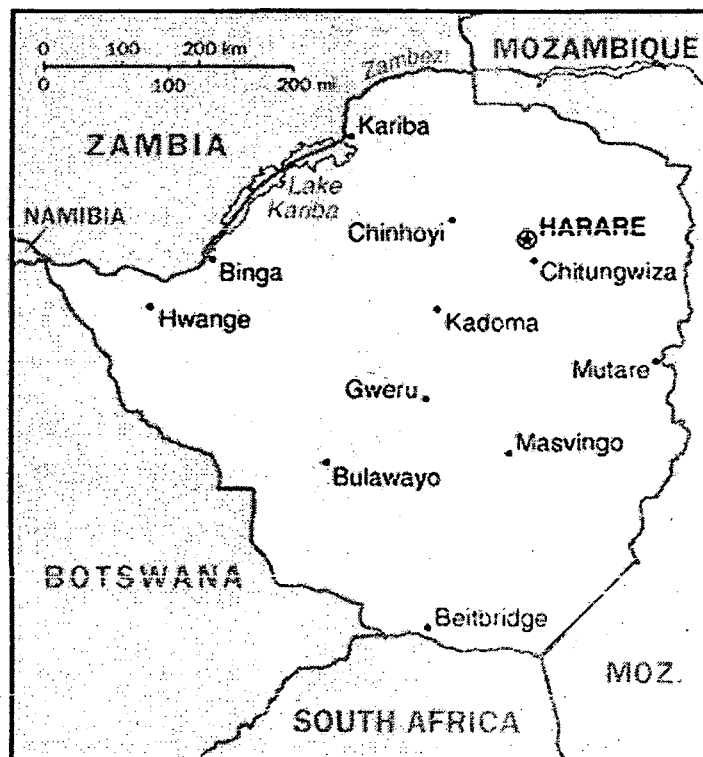 0 100 200 km
0 100 200 mi
Zambezi
MOZAMBIQUE
Kariba
ZAMBIA
Lake
Kariba
NAMIBIA
Chinhoyi
HARARE
Binga
Chitungwiza
Hwange
Kadoma
Mutare
Gweru
Masvingo
Bulawayo
BOTSWANA
Beitbridge
MOZ.
SOUTH AFRICA